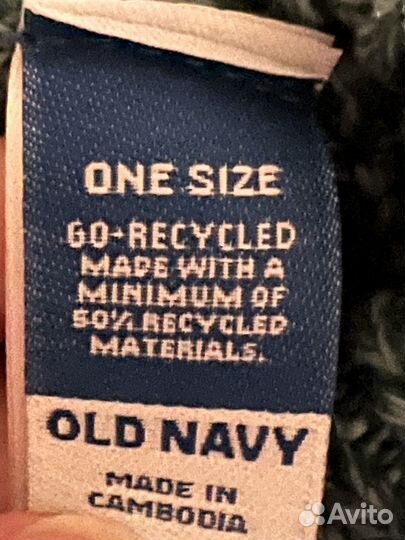 ONE SIZE
GO-RECYCLED
MADE WITH A
MINIMUM OF
50% RECYCLED
MATERIALS.
OLD NAVY
MADE IN
CAMBODIA
Avito